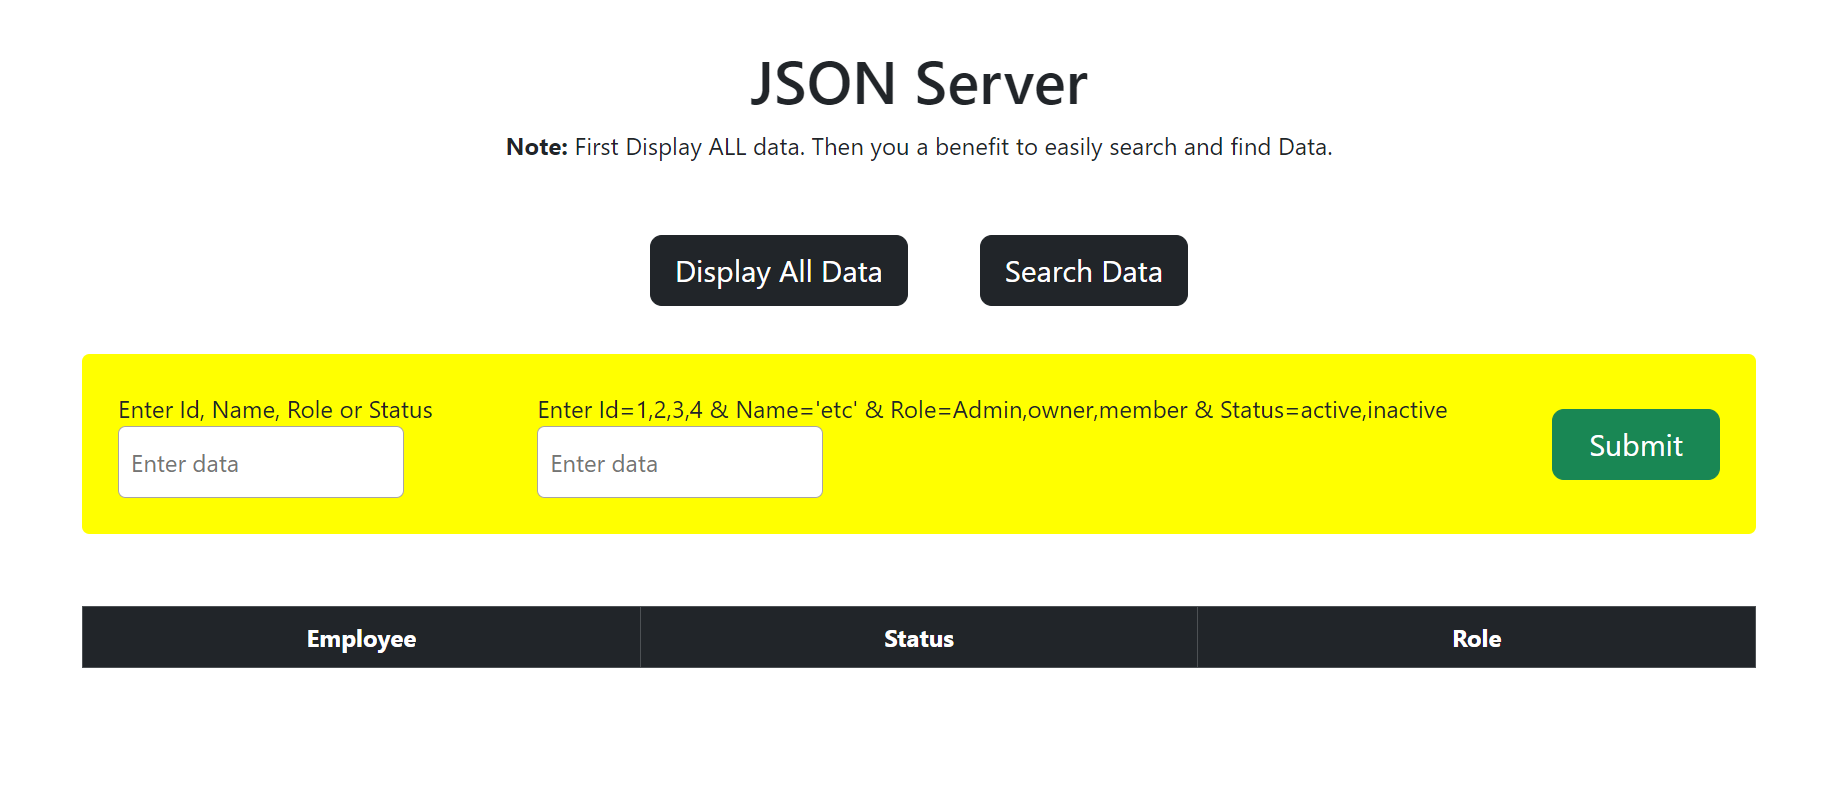 JSON Server
Note: First Display ALL data. Then you a benefit to easily search and find Data.
Display All Data
Search Data
Enter Id, Name, Role or Status
Enter data
Enter Id=1,2,3,4 & Name='etc' & Role=Admin,owner,member & Status=active,inactive
Enter data
Submit
Employee
Status
Role